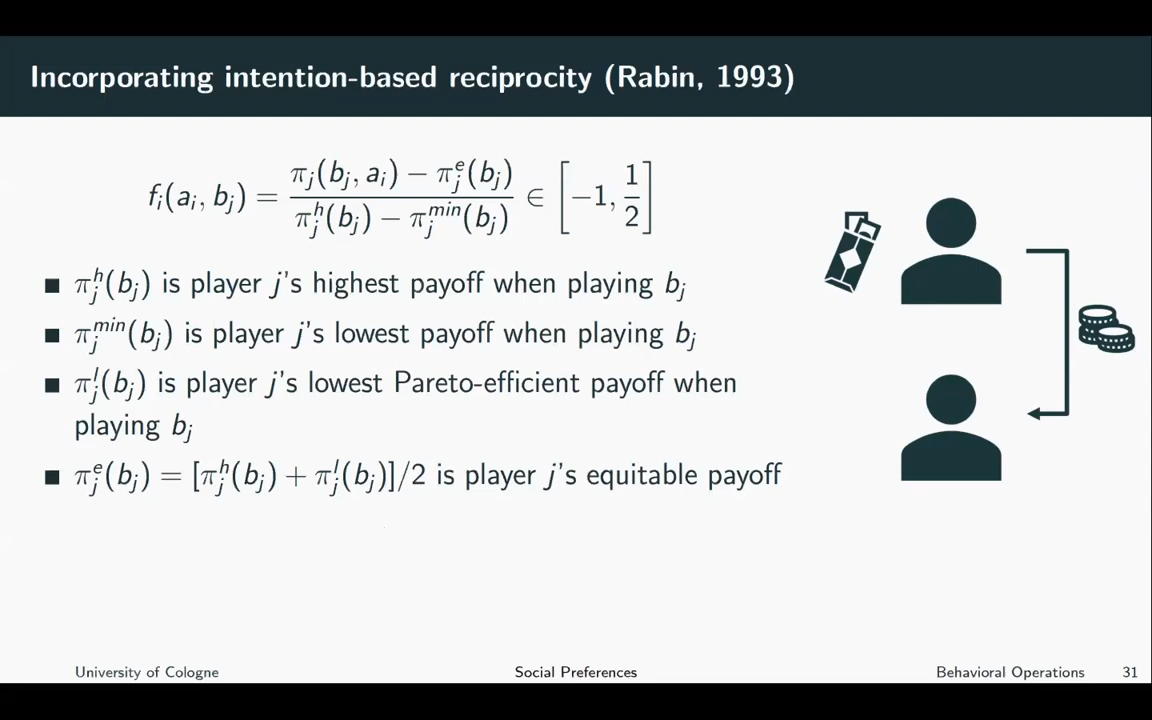 Incorporating intention-based reciprocity (Rabin, 1993)
f_i(a_i, b_j) = \frac{π_j(b_j, a_i) − π_j^e(b_j)}{π_j^h(b_j) − π_j^{min}(b_j)} ∈ [−1, \frac{1}{2}]
■ π_j^h(b_j) is player j's highest payoff when playing b_j
■ π_j^{min}(b_j) is player j's lowest payoff when playing b_j
■ π_j^l(b_j) is player j's lowest Pareto-efficient payoff when
playing b_j
■ π_j^e(b_j) = [π_j^h(b_j) + π_j^l(b_j)]/2 is player j's equitable payoff
University of Cologne
Social Preferences
Behavioral Operations
31